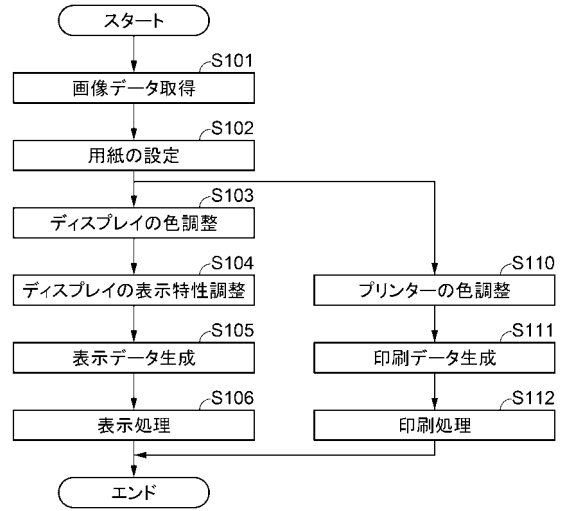 スタート
S101
画像データ取得
S102
用紙の設定
S103
ディスプレイの色調整
S104
ディスプレイの表示特性調整
S105
表示データ生成
S106
表示処理
S110
プリンターの色調整
S111
印刷データ生成
S112
印刷処理
エンド